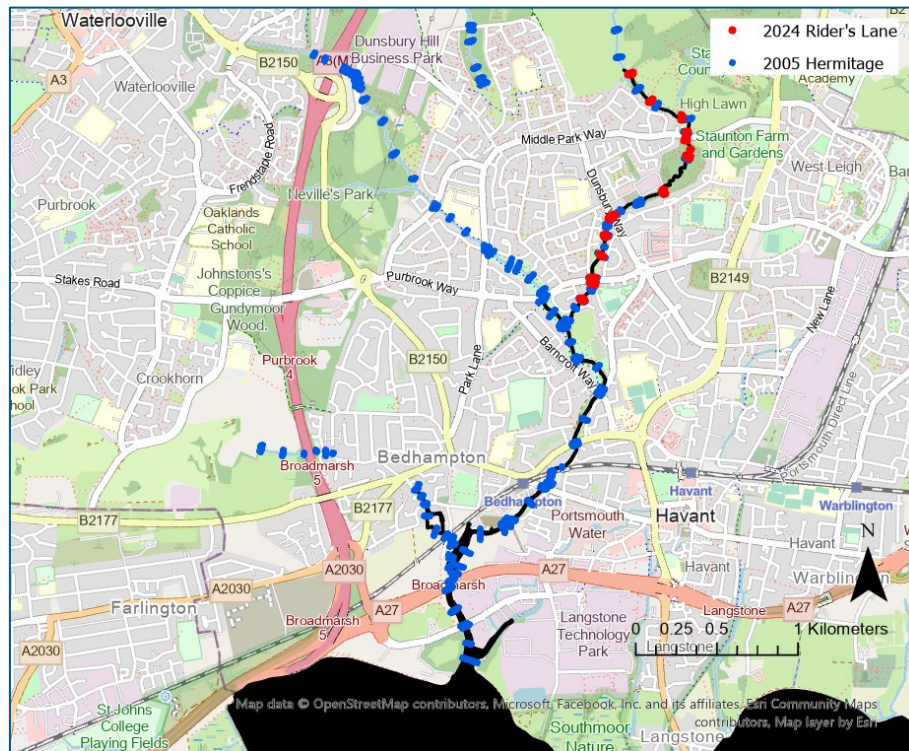 Waterlooville
B2150
A3(M)
Dunsbury Hill
Business Park
2024 Rider's Lane
2005 Hermitage
A3
Waterlooville
High Lawn
Academy
Middle Park Way
Staunton Farm
and Gardens
West Leigh
Frendstaple Road
Neville's Park
Dunsbury Way
Purbrook
Oaklands
Catholic
School
Stakes Road
Johnstons's
Coppice
Gundymoor
Wood.
Purbrook Way
B2149
New Lane
Purbrook
4
B2150
Park Lane
Barncroft Way
Crookhorn
Portsmouth Direct Line
Broadmarsh
5
Bedhampton
Bedhampton
Havant
Warblington
B2177
B2177
Portsmouth
Water
Havant
N
Havant
Havant
A2030
A2030
Broadmarsh
A27
Warblington
Farlington
A27
Langstone
A27
Broadmarsh
5
Langstone
Technology
Park
0 0.25 0.5 1 Kilometers
Langstone
A2030
St Johns
College
Playing Fields
Map data © OpenStreetMap contributors, Microsoft, Facebook, Inc. and its affiliates, Esri Community Maps
contributors, Map layer by Esri
Southmoor
Nature
Langstone